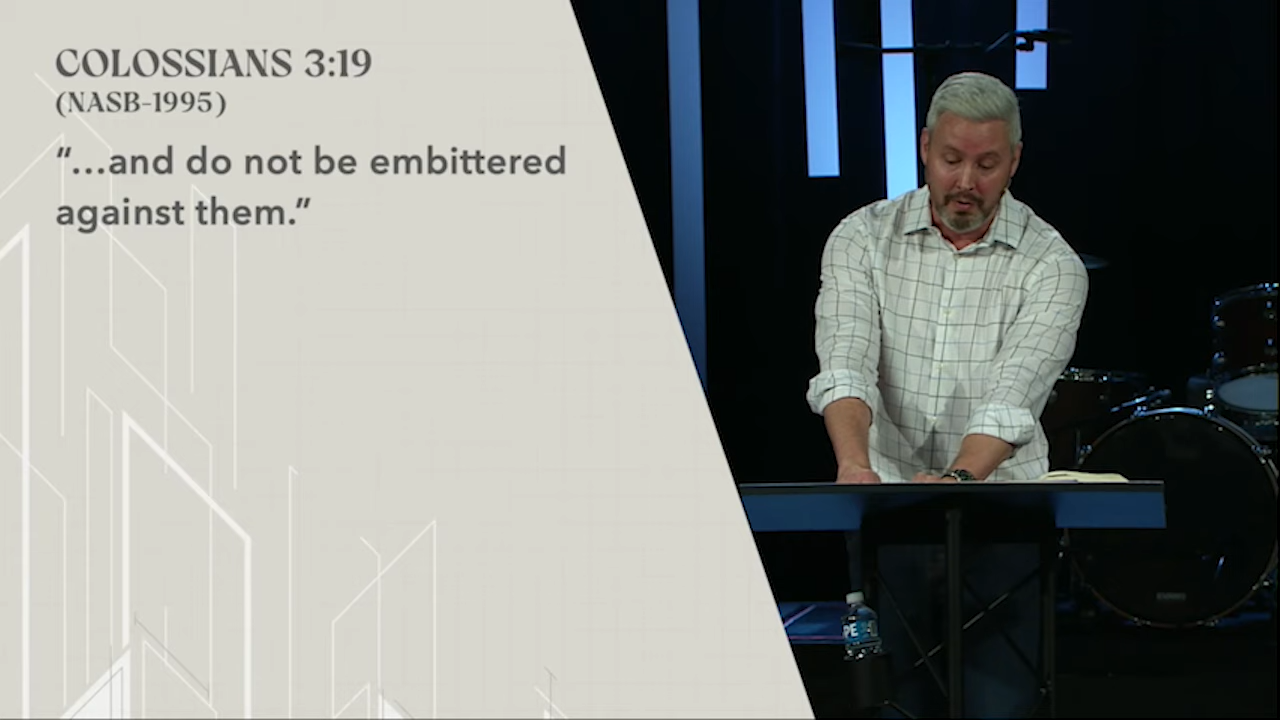 COLOSSIANS 3:19
(NASB-1995)
“…and do not be embittered
against them.”